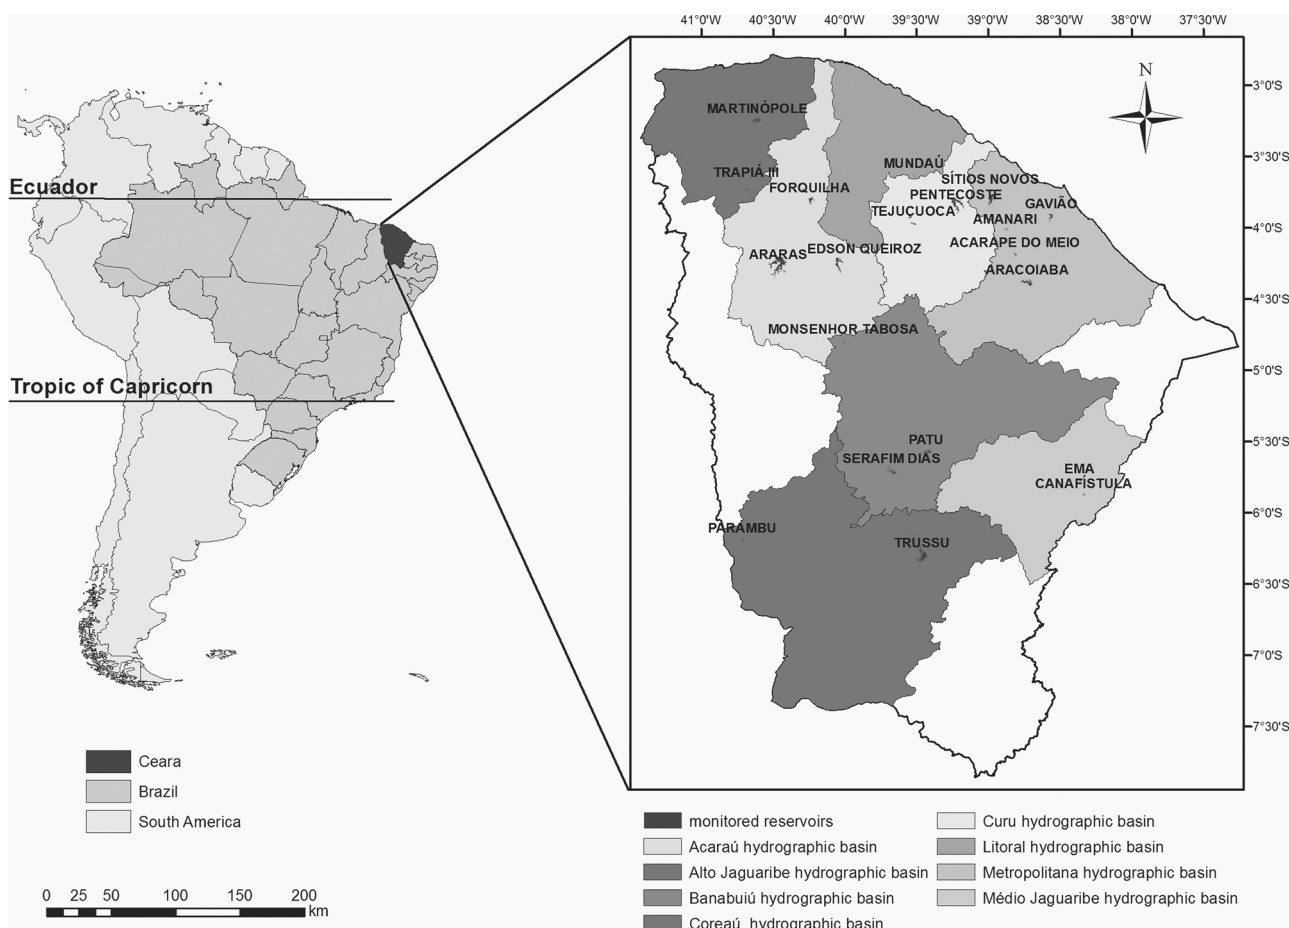 41°0'W 40°30'W 40°0'W 39°30'W 39°0'W 38°30'W 38°0'W 37°30'W
N
3°0'S
3°30'S
4°0'S
4°30'S
5°0'S
5°30'S
6°0'S
6°30'S
7°0'S
7°30'S
Ecuador
Tropic of Capricorn
MARTINÓPOLE
TRAPIÁ III
FORQUILHA
MUNDAÚ
SÍTIOS NOVOS
PENTECOSTE
TEJUÇUOCA
GAVIÃO
AMANARI
ACARAPE DO MEIO
ARARAS
EDSON QUEIROZ
ARACOIABA
MONSENHOR TABOSA
PATU
SERAFIM DIAS
EMA
CANAFÍSTULA
PARAMBU
TRUSSU
Ceara
Brazil
South America
0 25 50 100 150 200
km
monitored reservoirs
Acaraú hydrographic basin
Alto Jaguaribe hydrographic basin
Banabuiú hydrographic basin
Coreaú hydrographic basin
Curu hydrographic basin
Litoral hydrographic basin
Metropolitana hydrographic basin
Médio Jaguaribe hydrographic basin